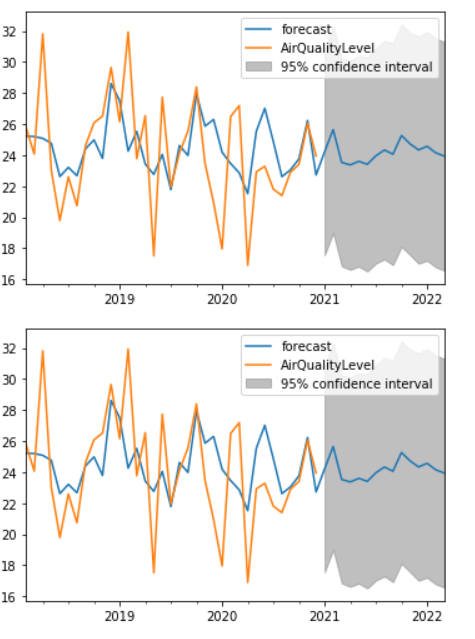 32
30
28
26
24
22
20
18
16
forecast
AirQualityLevel
95% confidence interval
2019 2020 2021 2022
32
30
28
26
24
22
20
18
16
forecast
AirQualityLevel
95% confidence interval
2019 2020 2021 2022